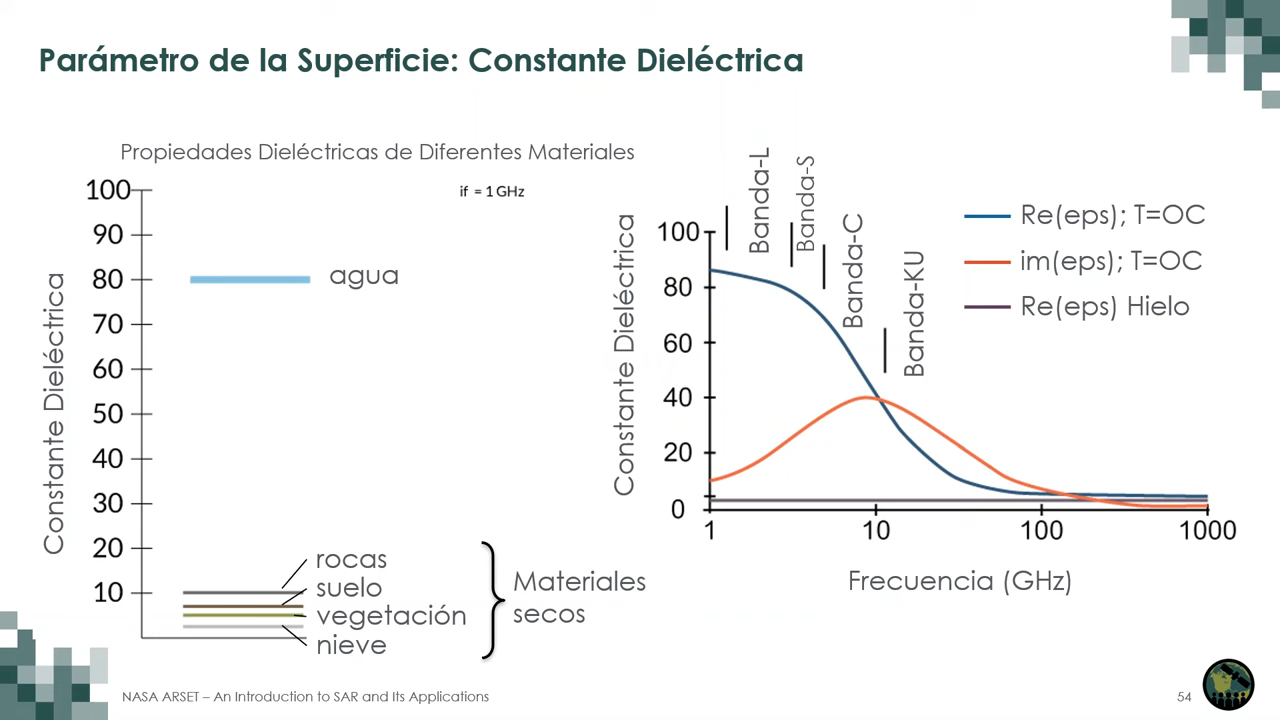 Parámetro de la Superficie: Constante Dieléctrica
Propiedades Dieléctricas de Diferentes Materiales
if = 1 GHz
Constante Dieléctrica
100
90
80
70
60
50
40
30
20
10
agua
rocas
suelo
vegetación
nieve
Materiales
secos
Constante Dieléctrica
100
80
60
40
20
0
1
10
100
1000
Frecuencia (GHz)
Banda-L
Banda-S
Banda-C
Banda-KU
Re(eps); T=OC
im(eps); T=OC
Re(eps) Hielo
NASA ARSET – An Introduction to SAR and Its Applications
54